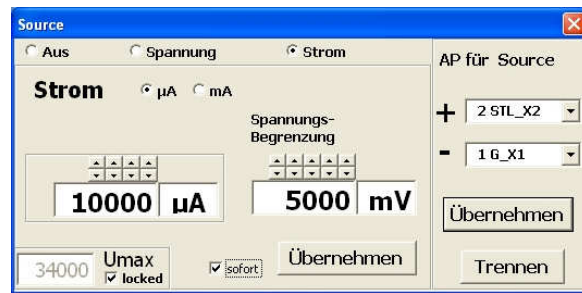 Source
Aus Spannung Strom
AP für Source
Strom µA mA
+ 2 STL_X2
Spannungs-
Begrenzung
- 1 G_X1
10000 µA 5000 mV
Übernehmen
34000 Umax
locked
sofort Übernehmen
Trennen